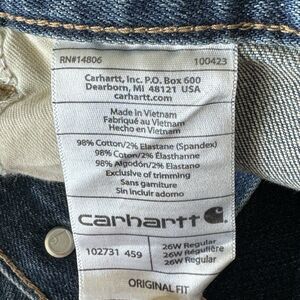 RN#14806 100423
Carhartt, Inc. P.O. Box 600
Dearborn, MI 48121 USA
carhartt.com
Made in Vietnam
Fabriqué au Vietnam
Hecho en Vietnam
98% Cotton/2% Elastane (Spandex)
98% Coton/2% Élasthanne
98% Algodón/2% Elastano
Exclusive of trimming
Sans garniture
Sin incluir adorno
carhartt
102731 459
26W Regular
26W Régulière
26W Regular
ORIGINAL FIT